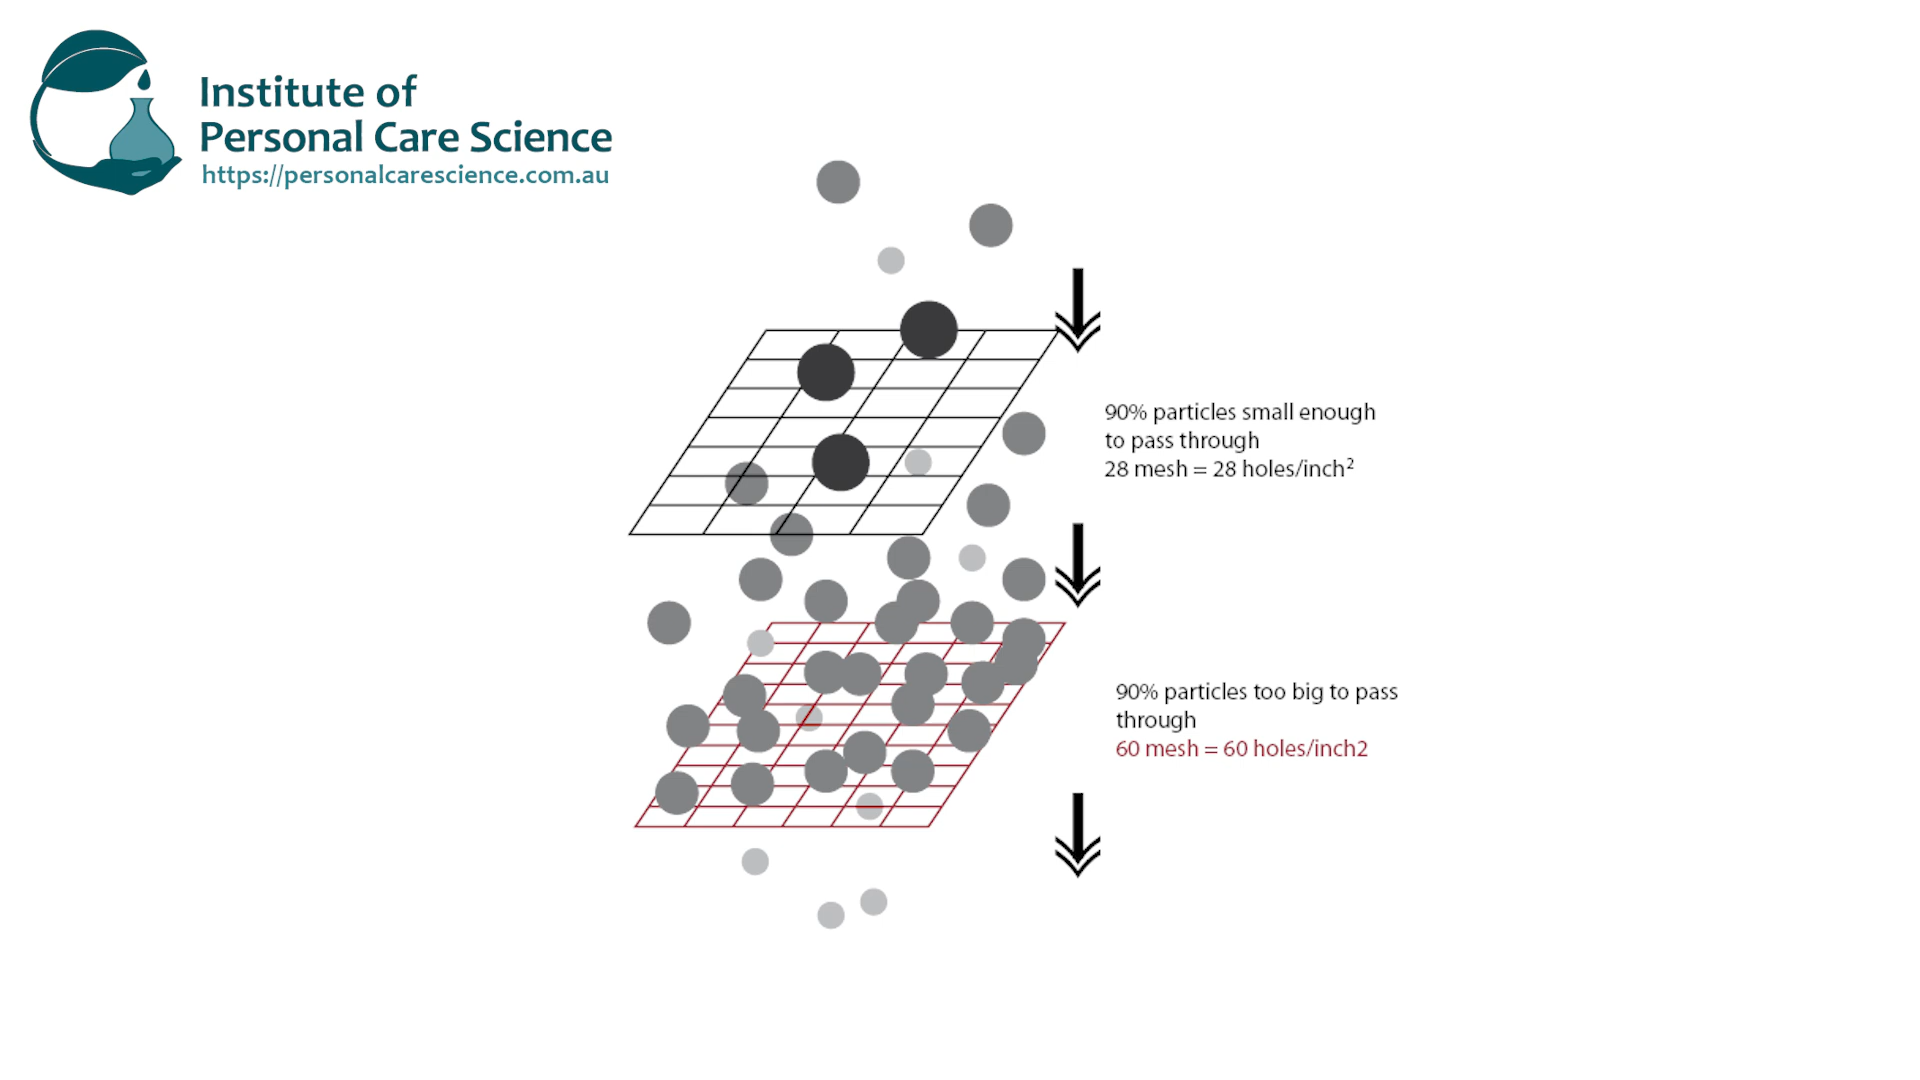 Institute of
Personal Care Science
https://personalcarescience.com.au
90% particles small enough
to pass through
28 mesh = 28 holes/inch²
90% particles too big to pass
through
60 mesh = 60 holes/inch2